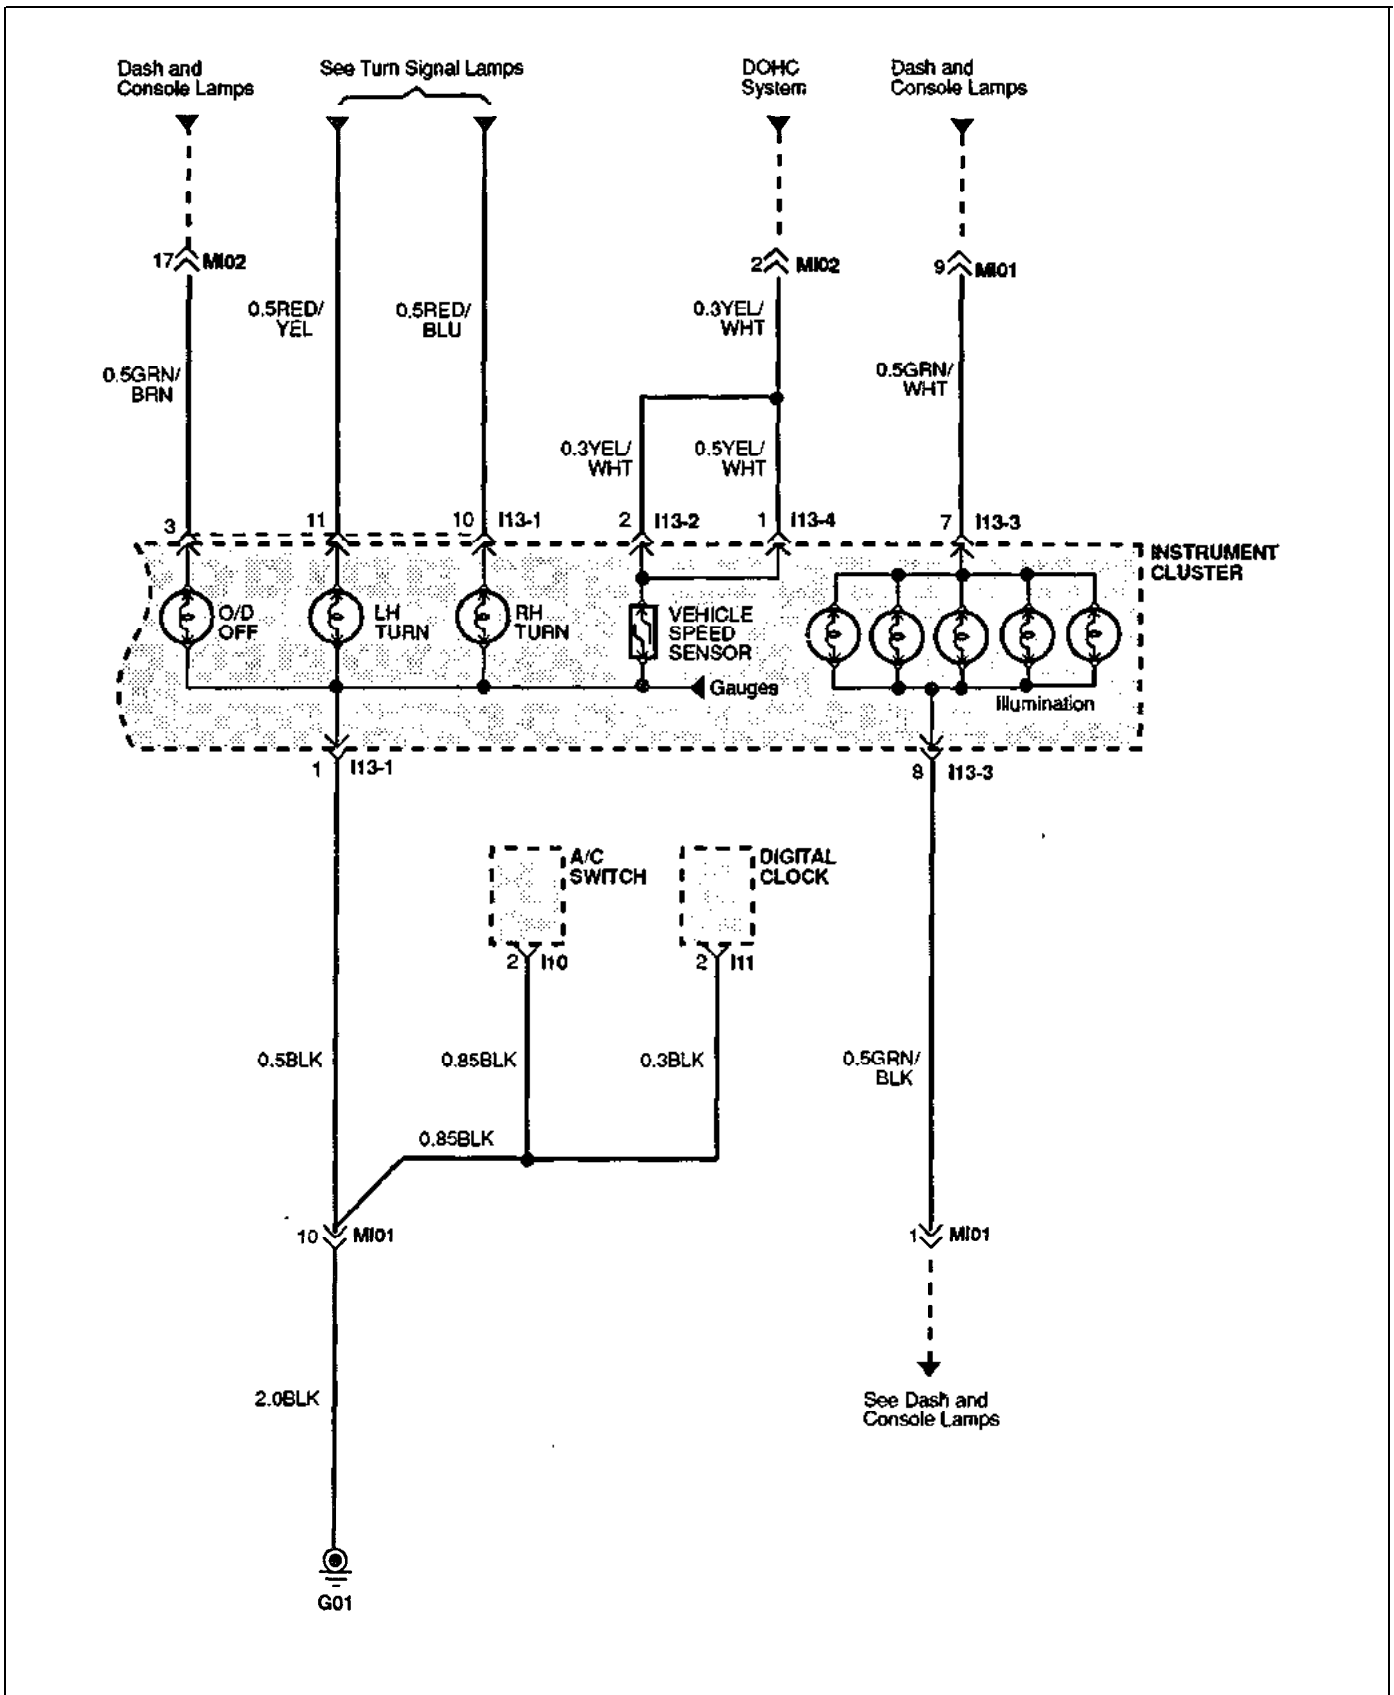 Dash and
Console Lamps
See Turn Signal Lamps
DOHC
System
Dash and
Console Lamps
17 MI02
2 MI02
9 MI01
0.5RED/
YEL
0.5RED/
BLU
0.3YEL/
WHT
0.5GRN/
BRN
0.5GRN/
WHT
0.3YEL/
WHT
0.5YEL/
WHT
3
11
10 I13-1
2 I13-2
1 I13-4
7 I13-3
INSTRUMENT
CLUSTER
O/D
OFF
LH
TURN
RH
TURN
VEHICLE
SPEED
SENSOR
Gauges
Illumination
1 I13-1
8 I13-3
A/C
SWITCH
DIGITAL
CLOCK
2 I10
2 I11
0.5BLK
0.85BLK
0.3BLK
0.5GRN/
BLK
0.85BLK
10 MI01
1 MI01
2.0BLK
See Dash and
Console Lamps
G01